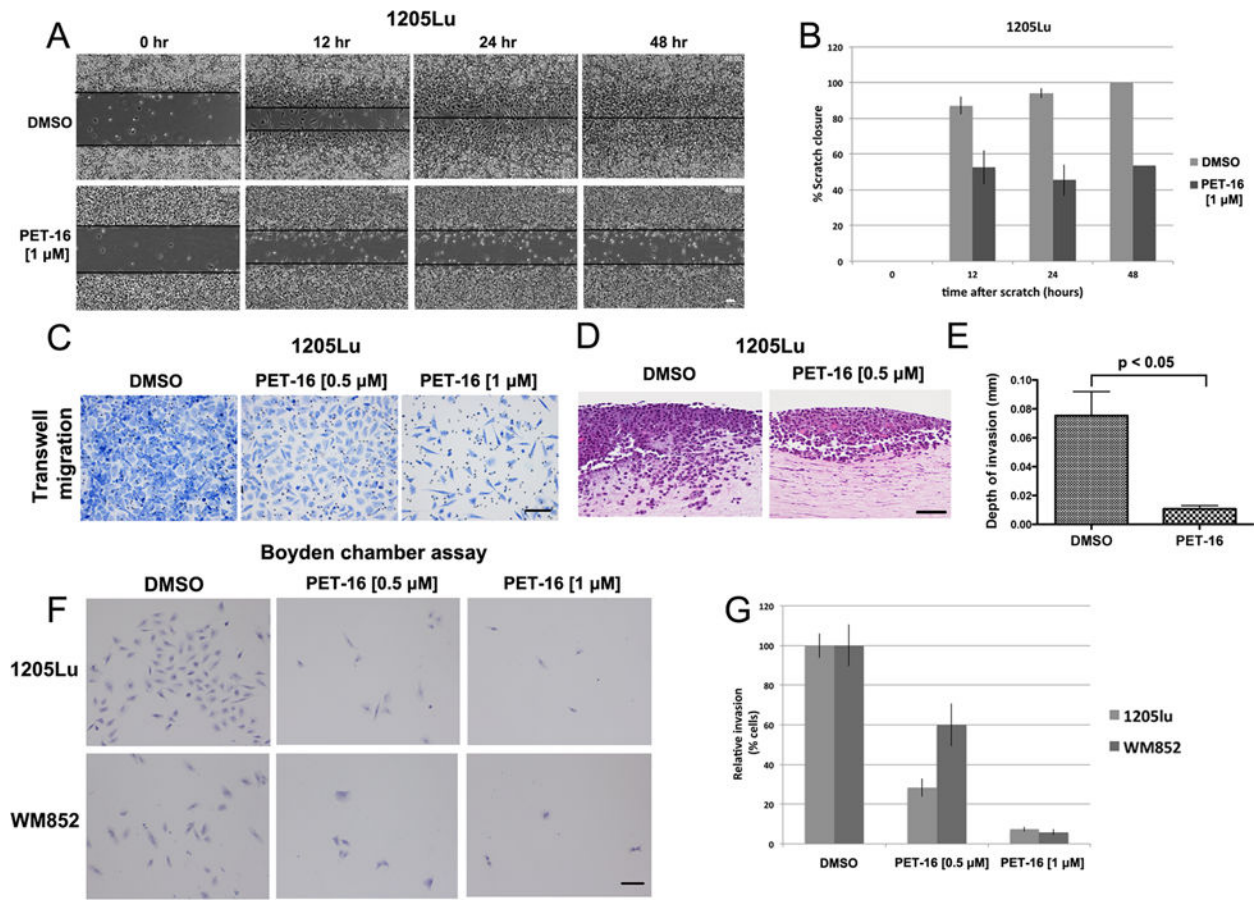 1205Lu
A
0 hr
12 hr
24 hr
48 hr
DMSO
PET-16
[1 µM]
B
1205Lu
% Scratch closure
120
100
80
60
40
20
0
0
12
24
48
time after scratch (hours)
DMSO
PET-16
[1 µM]
C
1205Lu
DMSO
PET-16 [0.5 µM]
PET-16 [1 µM]
Transwell
migration
D
1205Lu
DMSO
PET-16 [0.5 µM]
E
p < 0.05
Depth of invasion (mm)
0.10
0.08
0.06
0.04
0.02
0.00
DMSO
PET-16
Boyden chamber assay
F
DMSO
PET-16 [0.5 µM]
PET-16 [1 µM]
1205Lu
WM852
G
Relative invasion
(% cells)
120
100
80
60
40
20
0
DMSO
PET-16 [0.5 µM]
PET-16 [1 µM]
1205lu
WM852